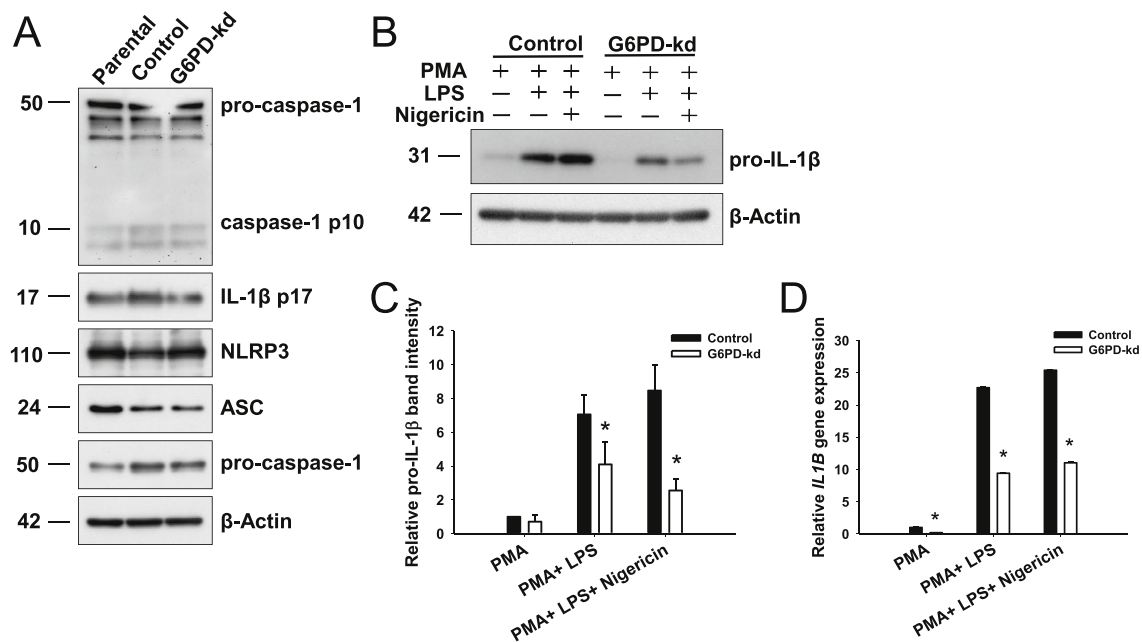 A
Parental
Control
G6PD-kd
50
pro-caspase-1
10
caspase-1 p10
17
IL-1β p17
110
NLRP3
24
ASC
50
pro-caspase-1
42
β-Actin
B
Control G6PD-kd
PMA + + + + + +
LPS – + + – + +
Nigericin – – + – – +
31
pro-IL-1β
42
β-Actin
C
Relative pro-IL-1β band intensity
12
10
8
6
4
2
0
Control
G6PD-kd
*
*
PMA
PMA+ LPS
PMA+ LPS+ Nigericin
D
Relative IL1B gene expression
30
25
20
15
10
5
0
Control
G6PD-kd
*
*
*
PMA
PMA+ LPS
PMA+ LPS+ Nigericin